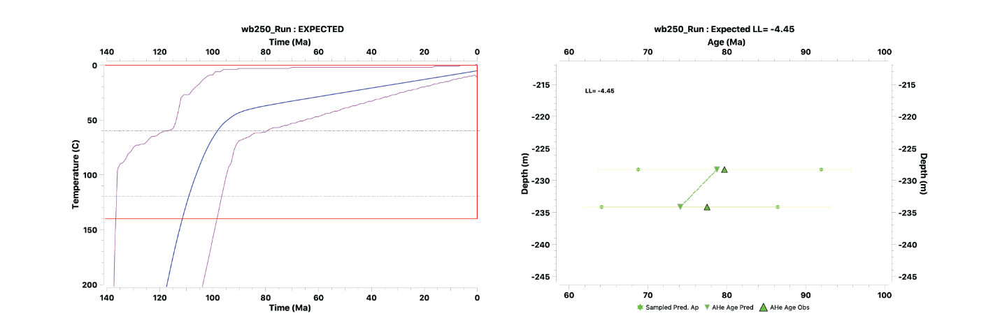 wb250_Run : EXPECTED
Time (Ma)
140 120 100 80 60 40 20 0
0
50
100
150
200
Temperature (C)
140 120 100 80 60 40 20 0
Time (Ma)
wb250_Run : Expected LL= -4.45
Age (Ma)
60 70 80 90 100
LL= -4.45
-215 -215
-220 -220
-225 -225
-230 -230
-235 -235
-240 -240
-245 -245
Depth (m)
Depth (m)
60 70 80 90 100
Sampled Pred. Ap AHe Age Pred AHe Age Obs